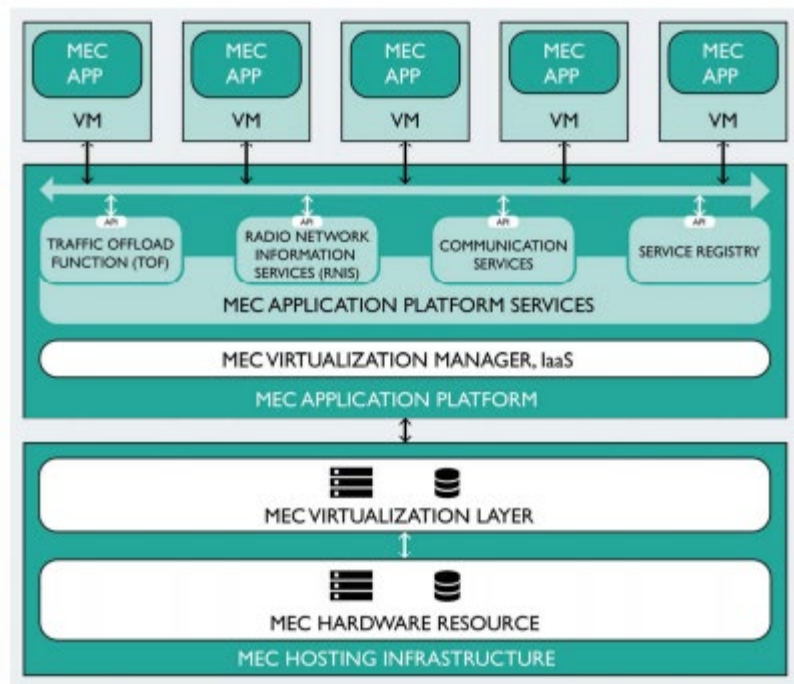 MEC
APP
VM
MEC
APP
VM
MEC
APP
VM
MEC
APP
VM
MEC
APP
VM
API
TRAFFIC OFFLOAD
FUNCTION (TOF)
API
RADIO NETWORK
INFORMATION
SERVICES (RNIS)
API
COMMUNICATION
SERVICES
API
SERVICE REGISTRY
MEC APPLICATION PLATFORM SERVICES
MEC VIRTUALIZATION MANAGER, IaaS
MEC APPLICATION PLATFORM
MEC VIRTUALIZATION LAYER
MEC HARDWARE RESOURCE
MEC HOSTING INFRASTRUCTURE